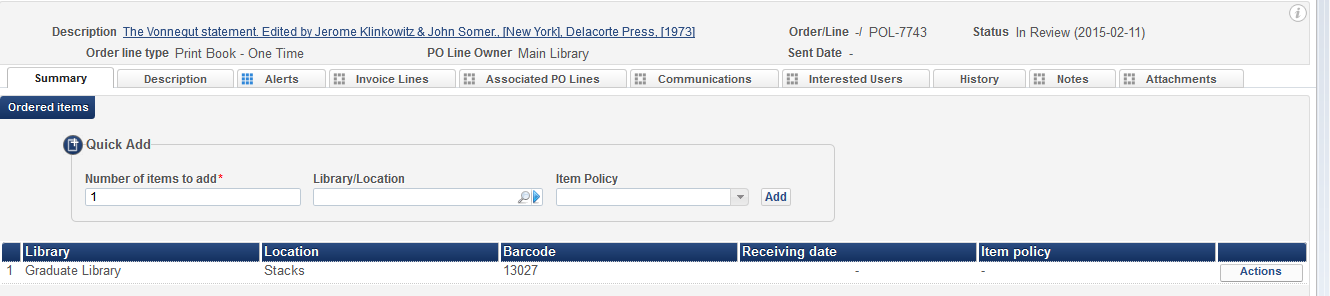 Description The Vonnegut statement. Edited by Jerome Klinkowitz & John Somer., [New York], Delacorte Press, [1973] Order/Line -/ POL-7743 Status In Review (2015-02-11)
Order line type Print Book - One Time PO Line Owner Main Library Sent Date -
Summary Description Alerts Invoice Lines Associated PO Lines Communications Interested Users History Notes Attachments
Ordered items
Quick Add
Number of items to add* Library/Location Item Policy
1 Add
Library Location Barcode Receiving date Item policy
1 Graduate Library Stacks 13027 - - Actions